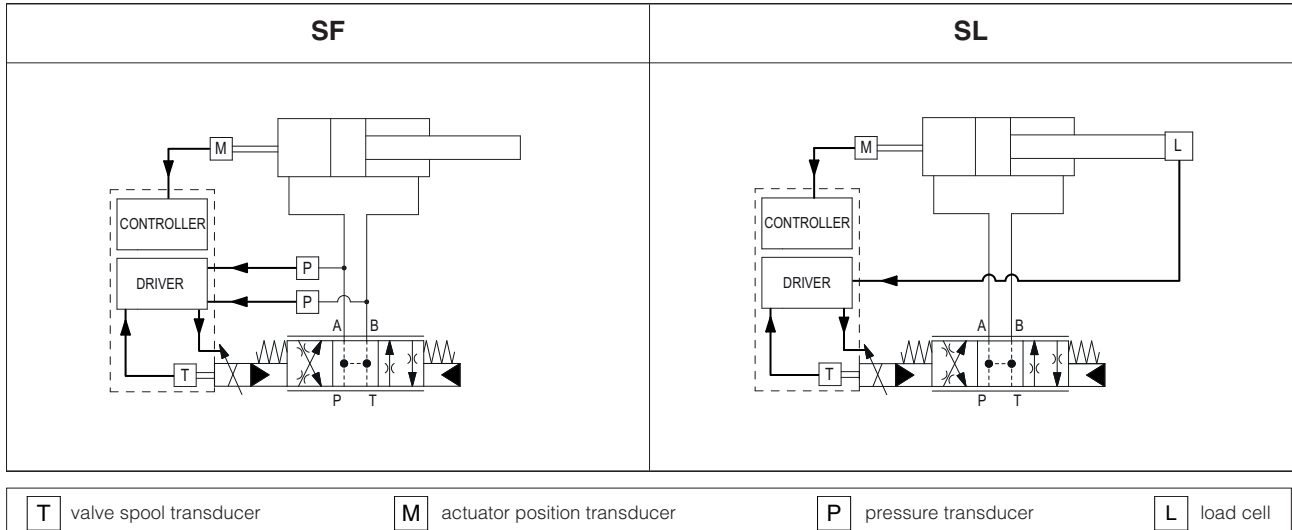 SF
SL
M
CONTROLLER
DRIVER
P
P
A B
T
P T
M
L
CONTROLLER
DRIVER
A B
T
P T
T valve spool transducer
M actuator position transducer
P pressure transducer
L load cell